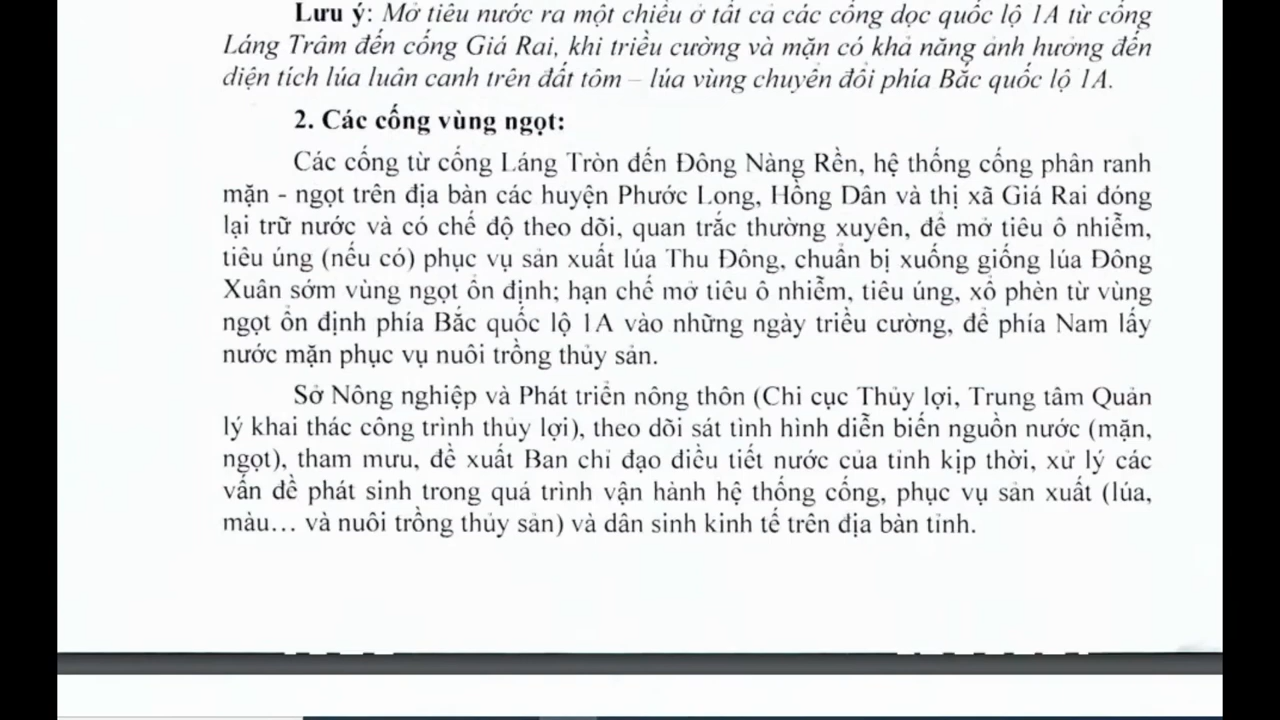 Lưu ý: Mở tiêu nước ra một chiều ở tất cả các cống dọc quốc lộ 1A từ cống
Láng Trâm đến cống Giá Rai, khi triều cường và mặn có khả năng ảnh hưởng đến
diện tích lúa luân canh trên đất tôm – lúa vùng chuyển đổi phía Bắc quốc lộ 1A.
2. Các cống vùng ngọt:
Các cống từ cống Láng Tròn đến Đông Nàng Rền, hệ thống cống phân ranh
mặn - ngọt trên địa bàn các huyện Phước Long, Hồng Dân và thị xã Giá Rai đóng
lại trữ nước và có chế độ theo dõi, quan trắc thường xuyên, để mở tiêu ô nhiễm,
tiêu úng (nếu có) phục vụ sản xuất lúa Thu Đông, chuẩn bị xuống giống lúa Đông
Xuân sớm vùng ngọt ổn định; hạn chế mở tiêu ô nhiễm, tiêu úng, xổ phèn từ vùng
ngọt ổn định phía Bắc quốc lộ 1A vào những ngày triều cường, để phía Nam lấy
nước mặn phục vụ nuôi trồng thủy sản.
Sở Nông nghiệp và Phát triển nông thôn (Chi cục Thủy lợi, Trung tâm Quản
lý khai thác công trình thủy lợi), theo dõi sát tình hình diễn biến nguồn nước (mặn,
ngọt), tham mưu, đề xuất Ban chỉ đạo điều tiết nước của tỉnh kịp thời, xử lý các
vấn đề phát sinh trong quá trình vận hành hệ thống cống, phục vụ sản xuất (lúa,
màu... và nuôi trồng thủy sản) và dân sinh kinh tế trên địa bàn tỉnh.